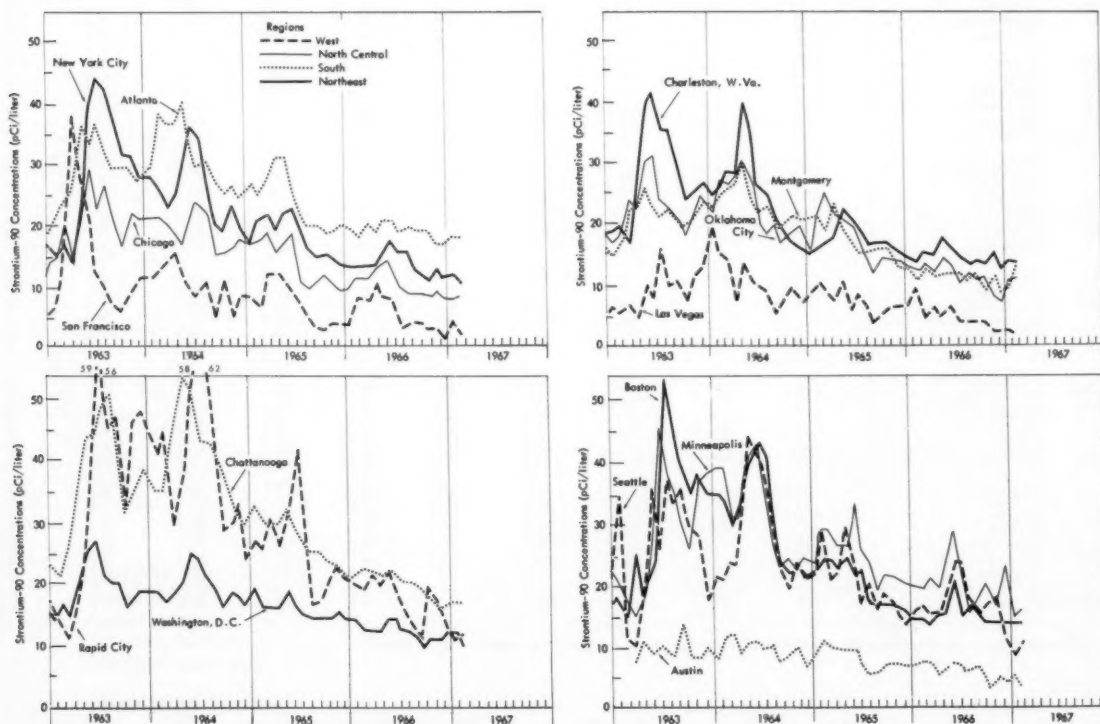 Strontium-90 Concentrations (pCi/liter)
50
40
30
20
10
0
New York City
Atlanta
Chicago
San Francisco
Regions
West
North Central
South
Northeast
1963
1964
1965
1966
1967
Strontium-90 Concentrations (pCi/liter)
50
40
30
20
10
0
Charleston, W.Va.
Montgomery
Oklahoma
City
Las Vegas
1963
1964
1965
1966
1967
Strontium-90 Concentrations (pCi/liter)
50
40
30
20
10
0
59
56
58
62
Chattanooga
Washington, D.C.
Rapid City
1963
1964
1965
1966
1967
Strontium-90 Concentrations (pCi/liter)
50
40
30
20
10
0
Boston
Minneapolis
Seattle
Austin
1963
1964
1965
1966
1967